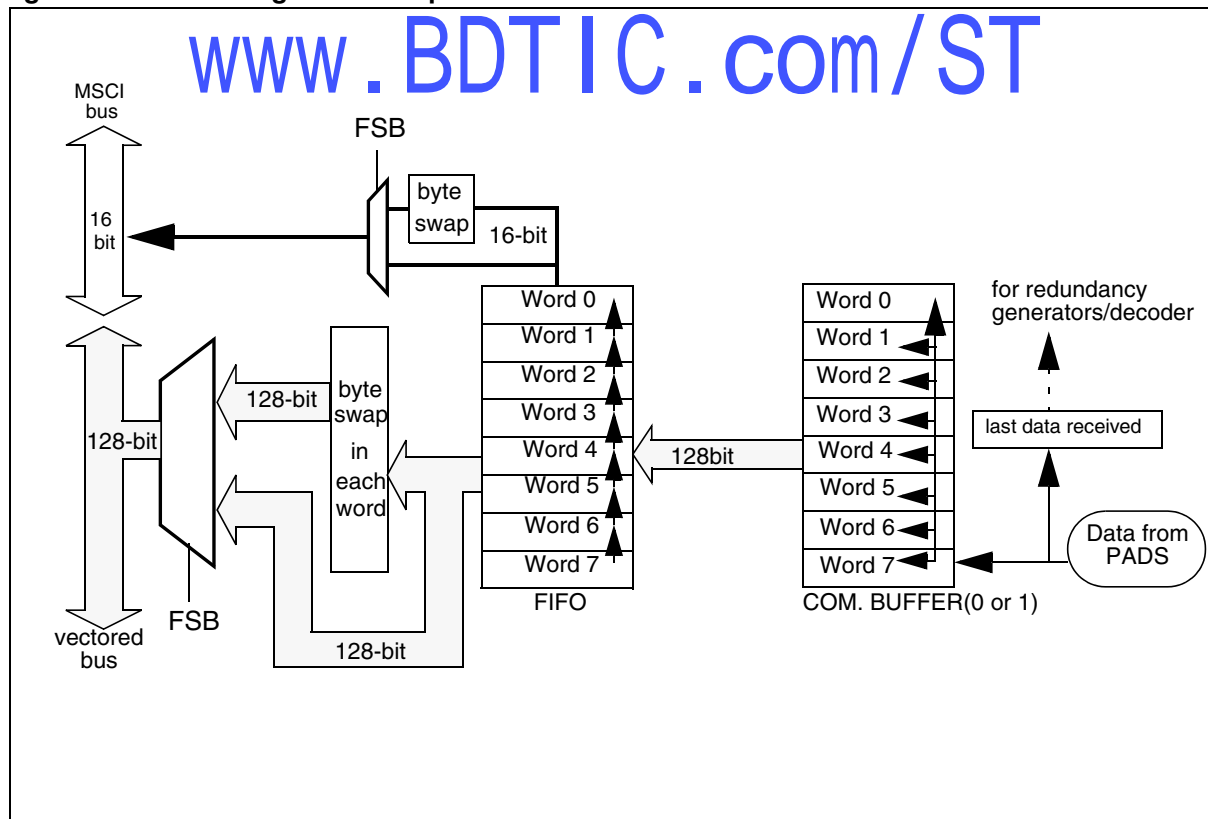 www.BDTIC.com/ST
MSCI
bus
FSB
byte
swap
16
bit
16-bit
Word 0
Word 1
Word 2
Word 3
Word 4
Word 5
Word 6
Word 7
FIFO
Word 0
Word 1
Word 2
Word 3
Word 4
Word 5
Word 6
Word 7
COM. BUFFER(0 or 1)
for redundancy
generators/decoder
last data received
Data from
PADS
128bit
byte
swap
in
each
word
128-bit
128-bit
128-bit
FSB
vectored
bus